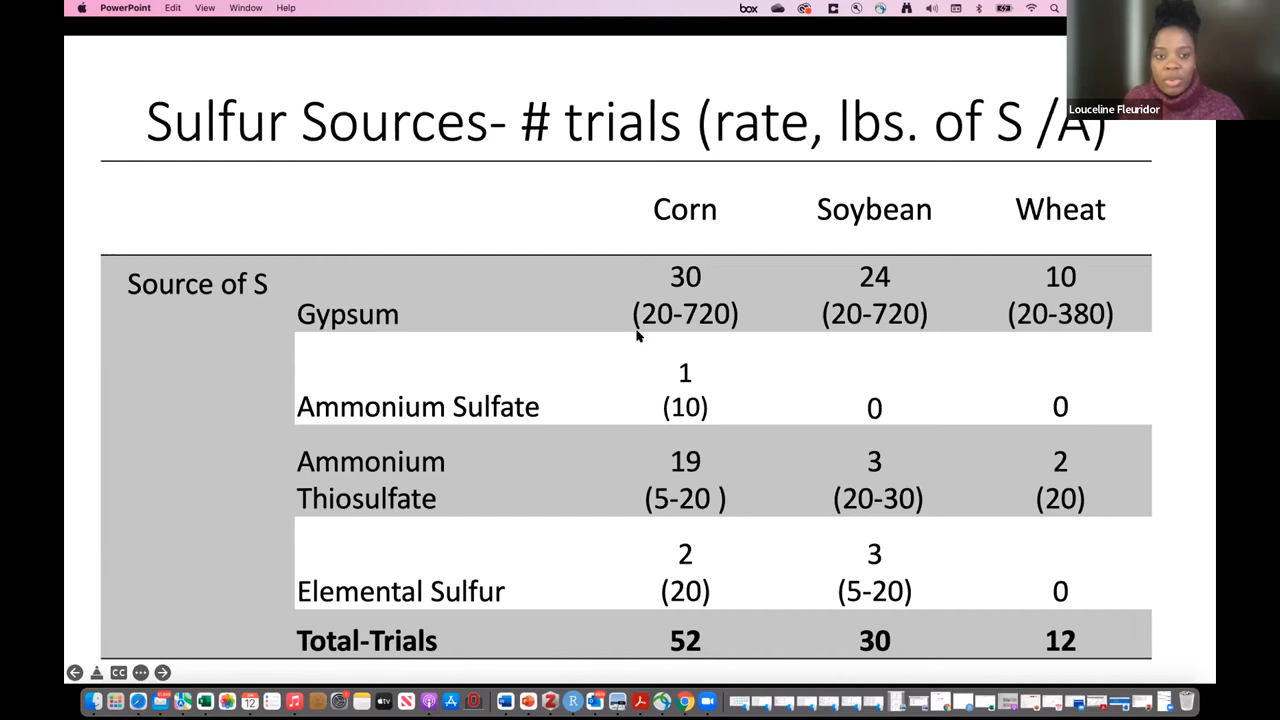 PowerPoint Edit View Window Help
box
Louceline Fleuridor
Sulfur Sources- # trials (rate, lbs. of S /A)
Corn Soybean Wheat
Source of S
30 24 10
Gypsum (20-720) (20-720) (20-380)
1
Ammonium Sulfate (10) 0 0
Ammonium 19 3 2
Thiosulfate (5-20 ) (20-30) (20)
2 3
Elemental Sulfur (20) (5-20) 0
Total-Trials 52 30 12
CC